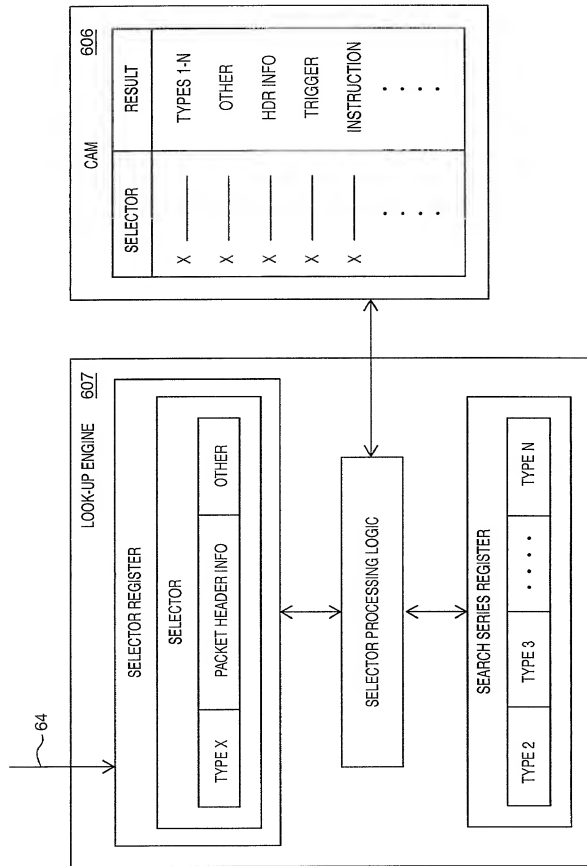 64
LOOK-UP ENGINE 607
SELECTOR REGISTER
SELECTOR
TYPE X PACKET HEADER INFO OTHER
SELECTOR PROCESSING LOGIC
SEARCH SERIES REGISTER
TYPE 2 TYPE 3 . . . . TYPE N
CAM 606
SELECTOR RESULT
X TYPES 1-N
X OTHER
X HDR INFO
X TRIGGER
X INSTRUCTION
. . . . . . . .